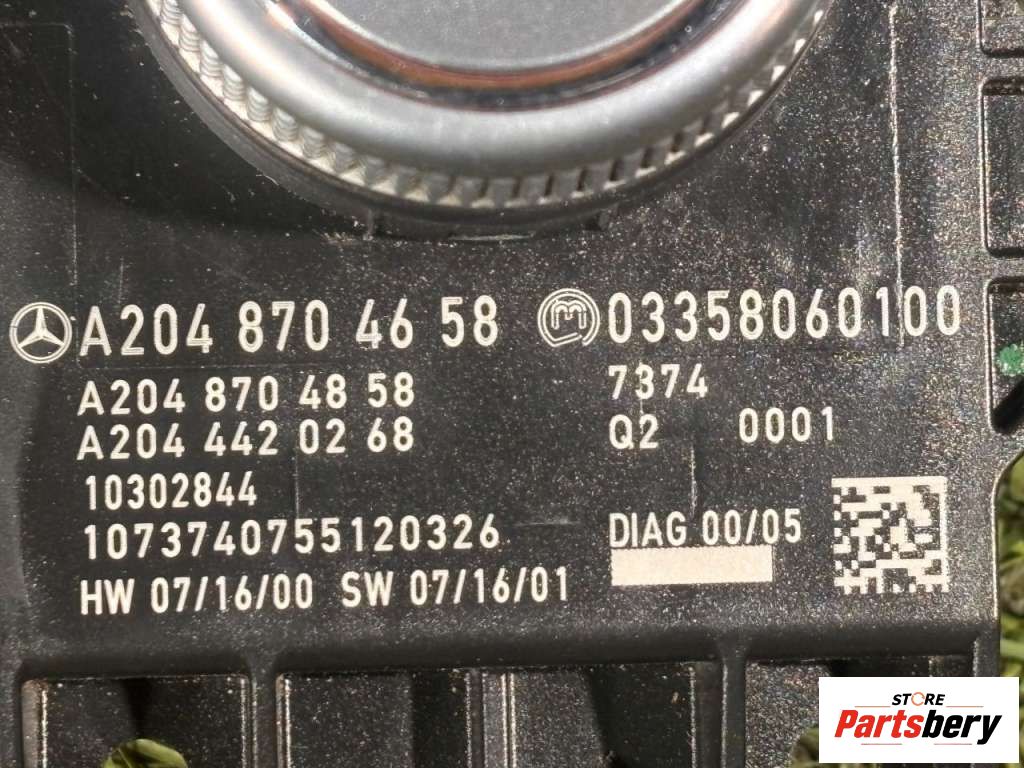 A204 870 46 58 M 03358060100
A204 870 48 58 7374
A204 442 02 68 Q2 0001
10302844
1073740755120326 DIAG 00/05
HW 07/16/00 SW 07/16/01
STORE
Partsbery